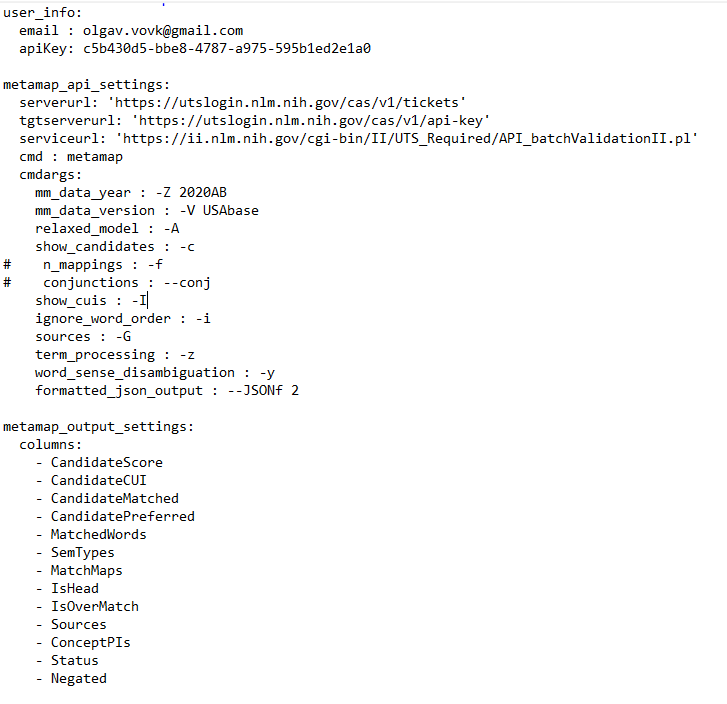 user_info:
  email : olgav.vovk@gmail.com
  apiKey: c5b430d5-bbe8-4787-a975-595b1ed2e1a0

metamap_api_settings:
  serverurl: 'https://utslogin.nlm.nih.gov/cas/v1/tickets'
  tgtserverurl: 'https://utslogin.nlm.nih.gov/cas/v1/api-key'
  serviceurl: 'https://ii.nlm.nih.gov/cgi-bin/II/UTS_Required/API_batchValidationII.pl'
  cmd : metamap
  cmdargs:
    mm_data_year : -Z 2020AB
    mm_data_version : -V USAbase
    relaxed_model : -A
    show_candidates : -c
#    n_mappings : -f
#    conjunctions : --conj
    show_cuis : -I
    ignore_word_order : -i
    sources : -G
    term_processing : -z
    word_sense_disambiguation : -y
    formatted_json_output : --JSONf 2

metamap_output_settings:
  columns:
    - CandidateScore
    - CandidateCUI
    - CandidateMatched
    - CandidatePreferred
    - MatchedWords
    - SemTypes
    - MatchMaps
    - IsHead
    - IsOverMatch
    - Sources
    - ConceptPIs
    - Status
    - Negated